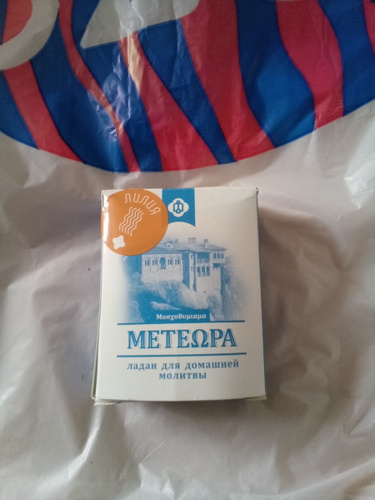 ЛИЛИЯ
Μοσχοθυμίαμα
ΜΕΤΕΩΡΑ
ладан для домашней
молитвы